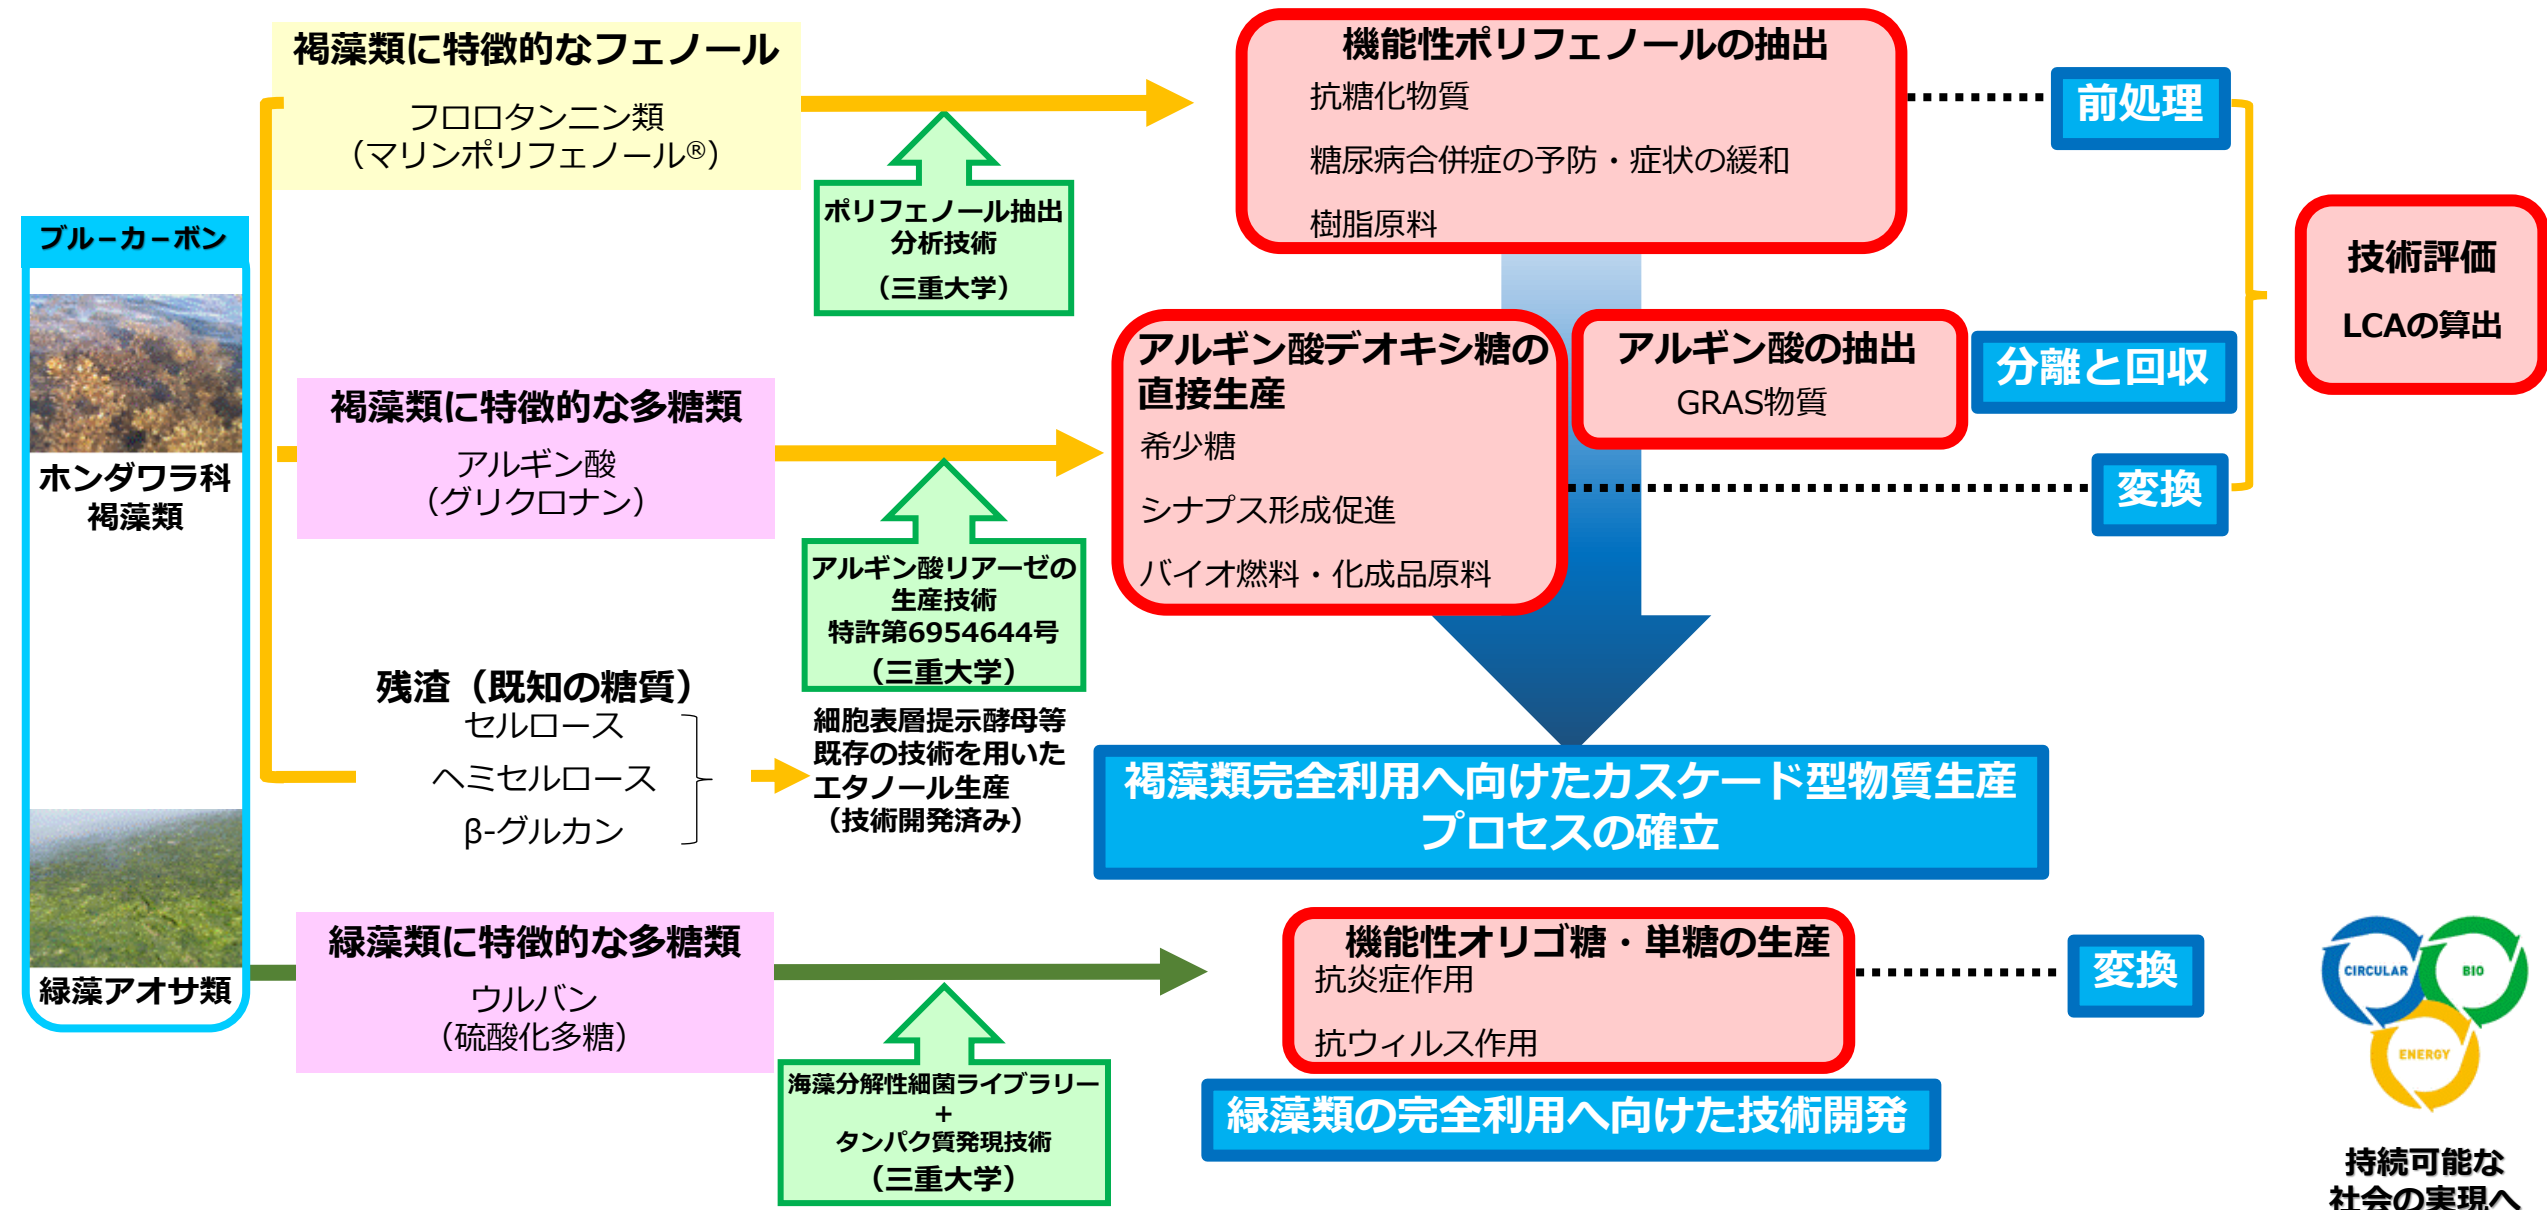 ブルーカーボン
ホンダワラ科
褐藻類
緑藻アオサ類
褐藻類に特徴的なフェノール
フロロタンニン類
（マリンポリフェノール®）
ポリフェノール抽出
分析技術
（三重大学）
機能性ポリフェノールの抽出
抗糖化物質
糖尿病合併症の予防・症状の緩和
樹脂原料
前処理
褐藻類に特徴的な多糖類
アルギン酸
（グリクロナン）
アルギン酸リアーゼの
生産技術
特許第6954644号
（三重大学）
アルギン酸デオキシ糖の
直接生産
希少糖
シナプス形成促進
バイオ燃料・化成品原料
アルギン酸の抽出
GRAS物質
分離と回収
変換
技術評価
LCAの算出
残渣（既知の糖質）
セルロース
ヘミセルロース
β-グルカン
細胞表層提示酵母等
既存の技術を用いた
エタノール生産
（技術開発済み）
褐藻類完全利用へ向けたカスケード型物質生産
プロセスの確立
緑藻類に特徴的な多糖類
ウルバン
（硫酸化多糖）
海藻分解性細菌ライブラリー
+
タンパク質発現技術
（三重大学）
機能性オリゴ糖・単糖の生産
抗炎症作用
抗ウィルス作用
変換
緑藻類の完全利用へ向けた技術開発
CIRCULAR
BIO
ENERGY
持続可能な
社会の実現へ